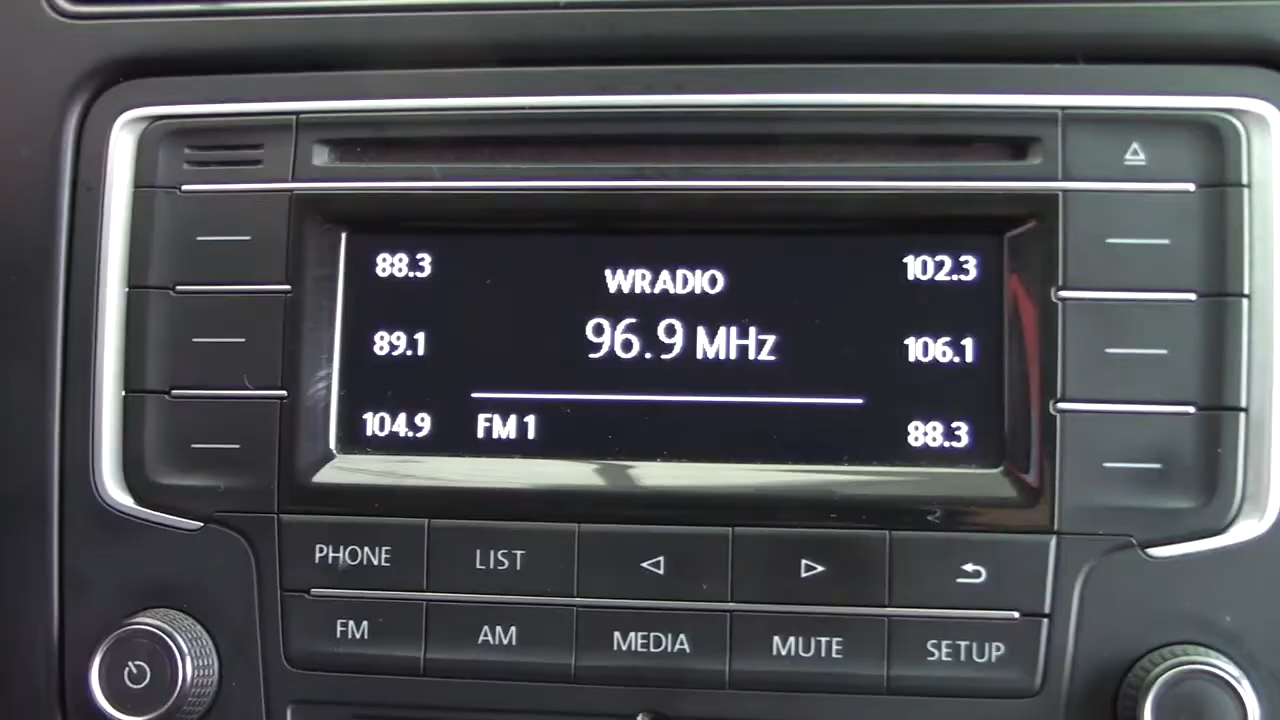 88.3
WRADIO
102.3
89.1
96.9 MHz
106.1
104.9
FM 1
88.3
PHONE
LIST
FM
AM
MEDIA
MUTE
SETUP